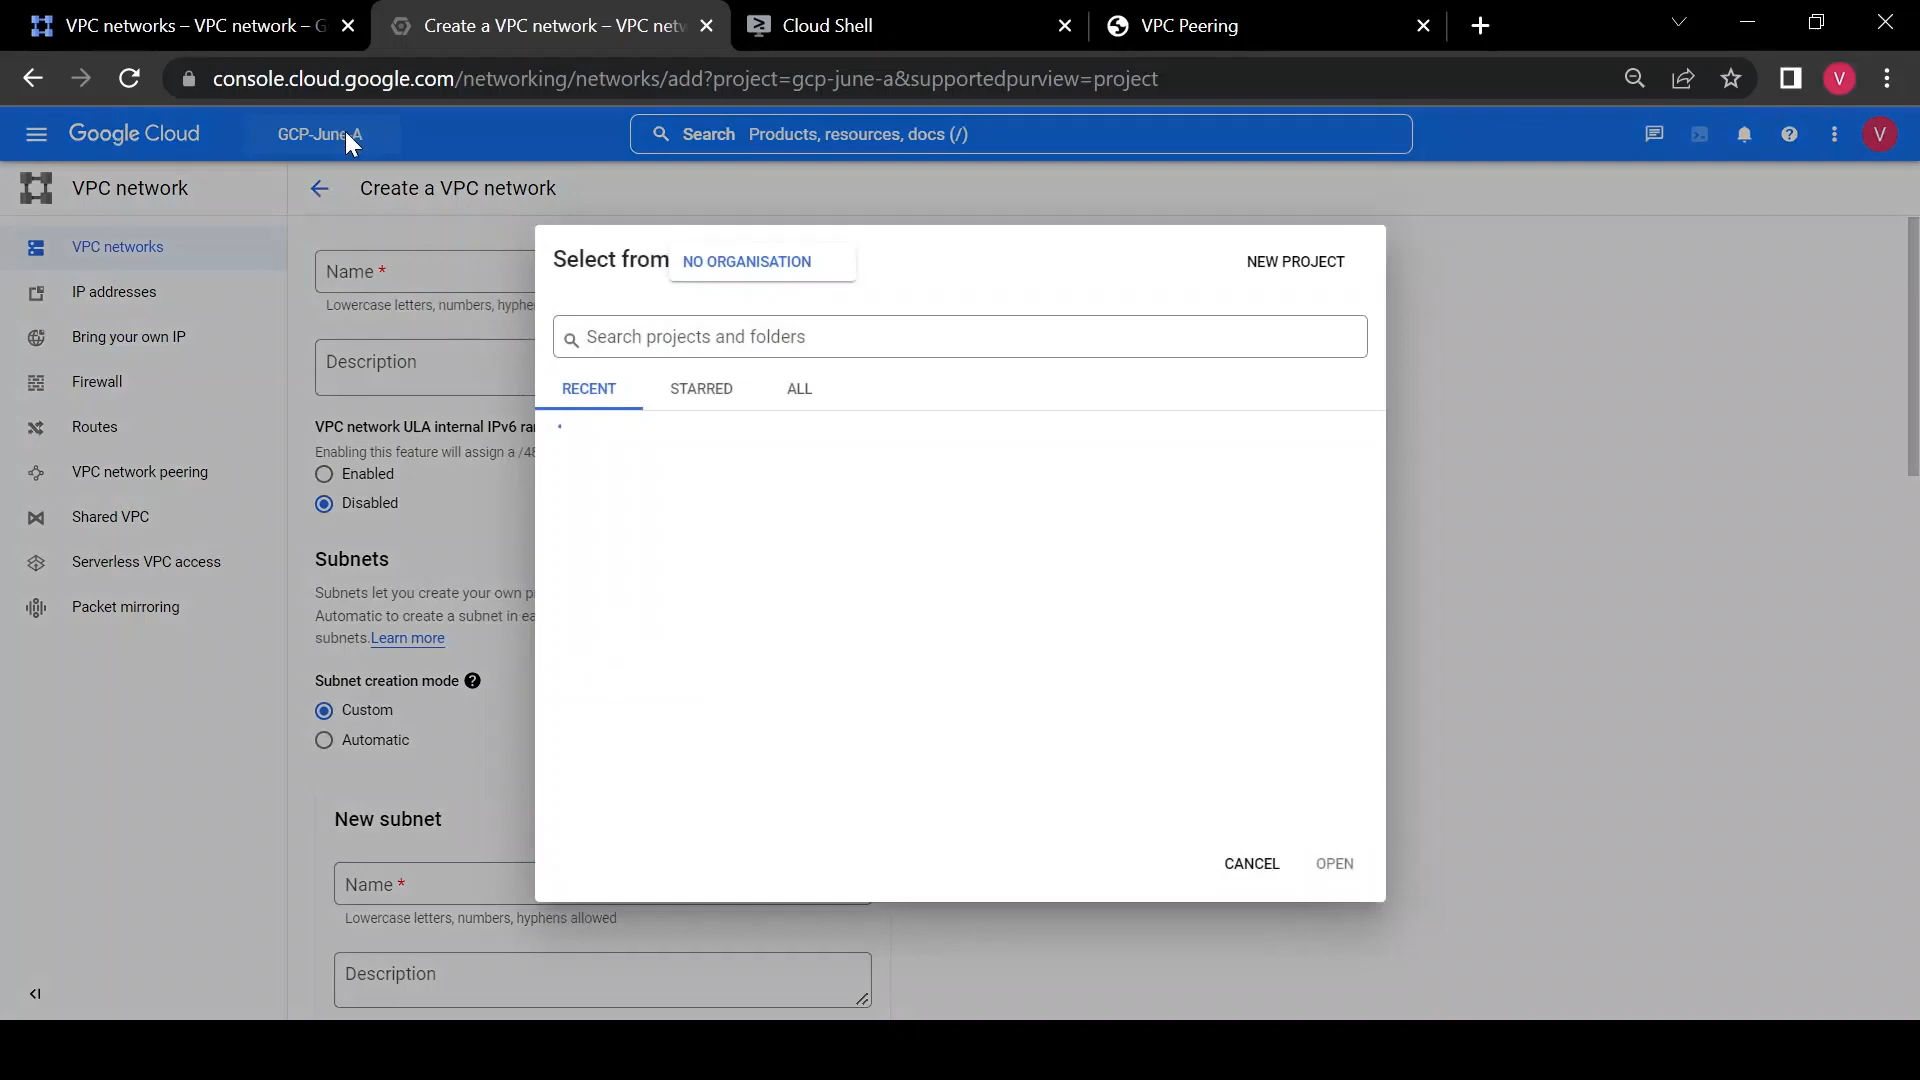 VPC networks – VPC network – G
Create a VPC network – VPC net
Cloud Shell
VPC Peering
console.cloud.google.com/networking/networks/add?project=gcp-june-a&supportedpurview=project
V
Google Cloud
GCP-June-A
Search Products, resources, docs (/)
V
VPC network
Create a VPC network
VPC networks
IP addresses
Bring your own IP
Firewall
Routes
VPC network peering
Shared VPC
Serverless VPC access
Packet mirroring
Name *
Lowercase letters, numbers, hyphe
Description
VPC network ULA internal IPv6 ra
Enabling this feature will assign a /48
Enabled
Disabled
Subnets
Subnets let you create your own p
Automatic to create a subnet in ea
subnets. Learn more
Subnet creation mode
Custom
Automatic
New subnet
Name *
Lowercase letters, numbers, hyphens allowed
Description
Select from NO ORGANISATION
NEW PROJECT
Search projects and folders
RECENT
STARRED
ALL
CANCEL
OPEN